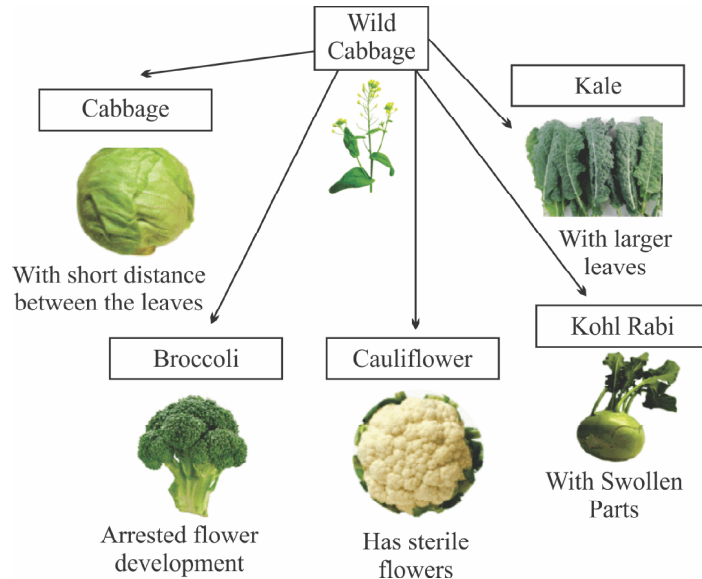 Wild
Cabbage
Cabbage
Kale
With short distance
between the leaves
With larger
leaves
Broccoli
Cauliflower
Kohl Rabi
Arrested flower
development
Has sterile
flowers
With Swollen
Parts